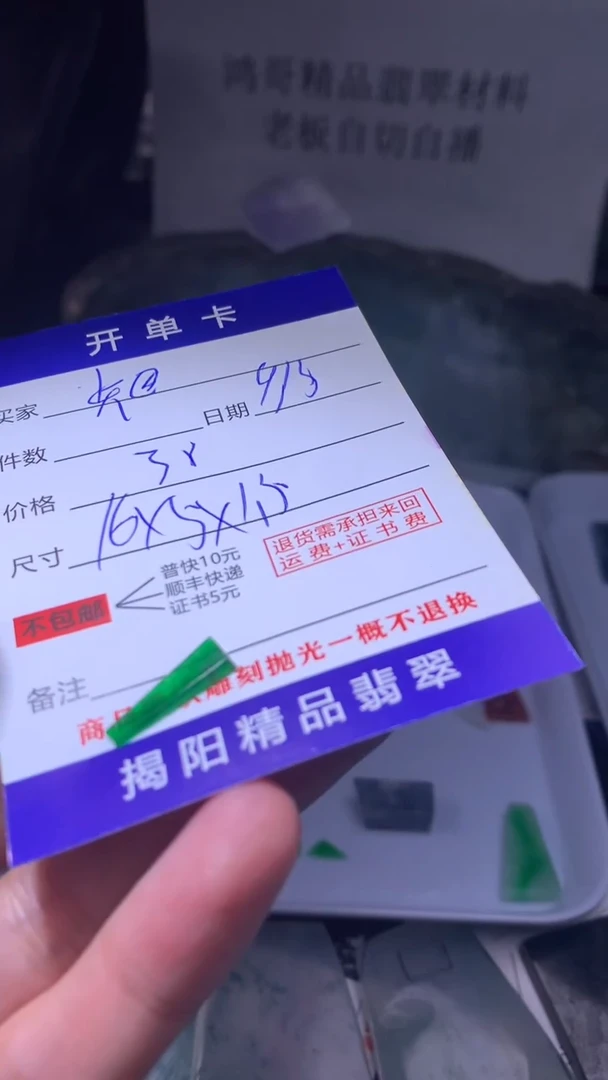 鸿哥精品翡翠材料
老板自切自播
开单卡
买家
日期
件数
价格
尺寸 16X5X1.5
退货需承担来回
运费+证书费
不包邮
普快10元
顺丰快递
证书5元
备注
雕刻抛光一概不退换
揭阳精品翡翠